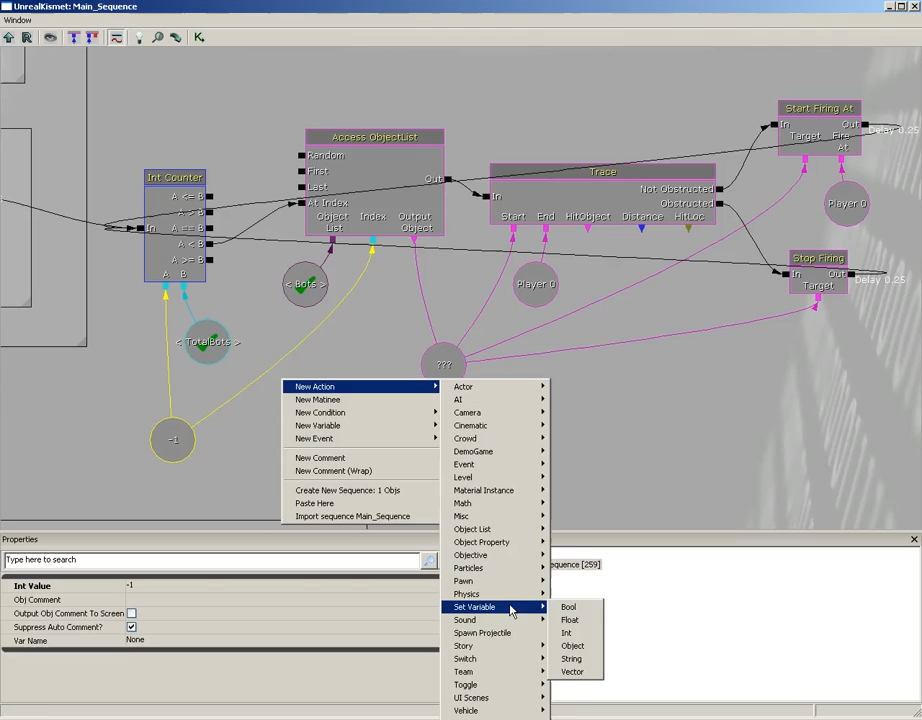 UnrealKismet: Main_Sequence
Window
Start Firing At
In Out
Target Fire At
Delay 0.25
Access ObjectList
Random
First
Last
At Index
Out
Object List Index Output Object
Int Counter
A <= B
A > B
In A == B
A < B
A >= B
A B
Trace
In
Not Obstructed
Obstructed
Start End HitObject Distance HitLoc
Player 0
Stop Firing
In Out
Target
Delay 0.25
< Bots >
Player 0
< TotalBots >
???
-1
New Action
New Matinee
New Condition
New Variable
New Event
New Comment
New Comment (Wrap)
Create New Sequence: 1 Objs
Paste Here
Import sequence Main_Sequence
Actor
AI
Camera
Cinematic
Crowd
DemoGame
Event
Level
Material Instance
Math
Misc
Object List
Object Property
Objective
Particles
Pawn
Physics
Set Variable
Sound
Spawn Projectile
Story
Switch
Team
Toggle
UI Scenes
Vehicle
Bool
Float
Int
Object
String
Vector
Properties
Type here to search
equence [259]
Int Value -1
Obj Comment
Output Obj Comment To Screen
Suppress Auto Comment?
Var Name None